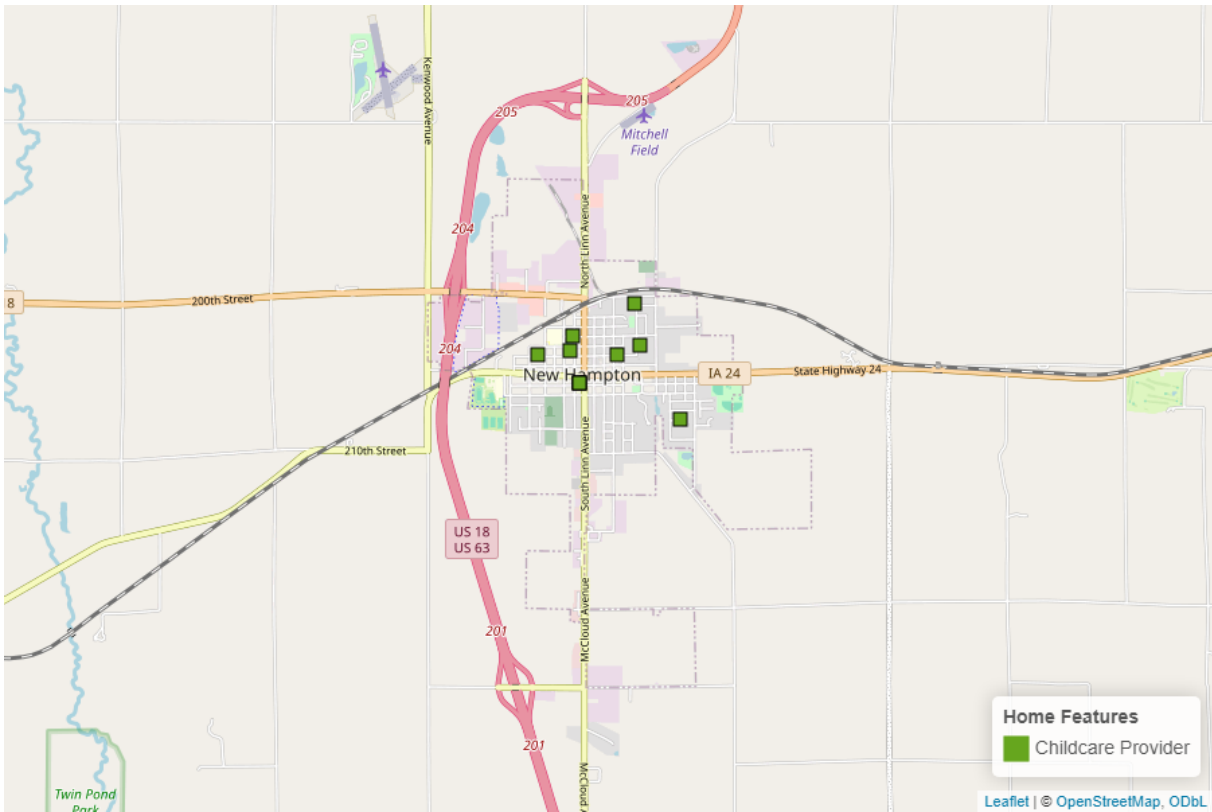 Kenwood Avenue
205
205
Mitchell
Field
204
North Linn Avenue
8
200th Street
204
New Hampton
IA 24
State Highway 24
210th Street
South Linn Avenue
US 18
US 63
McCloud Avenue
201
201
McCloud A
Twin Pond
Park
Home Features
Childcare Provider
Leaflet | © OpenStreetMap, ODbL